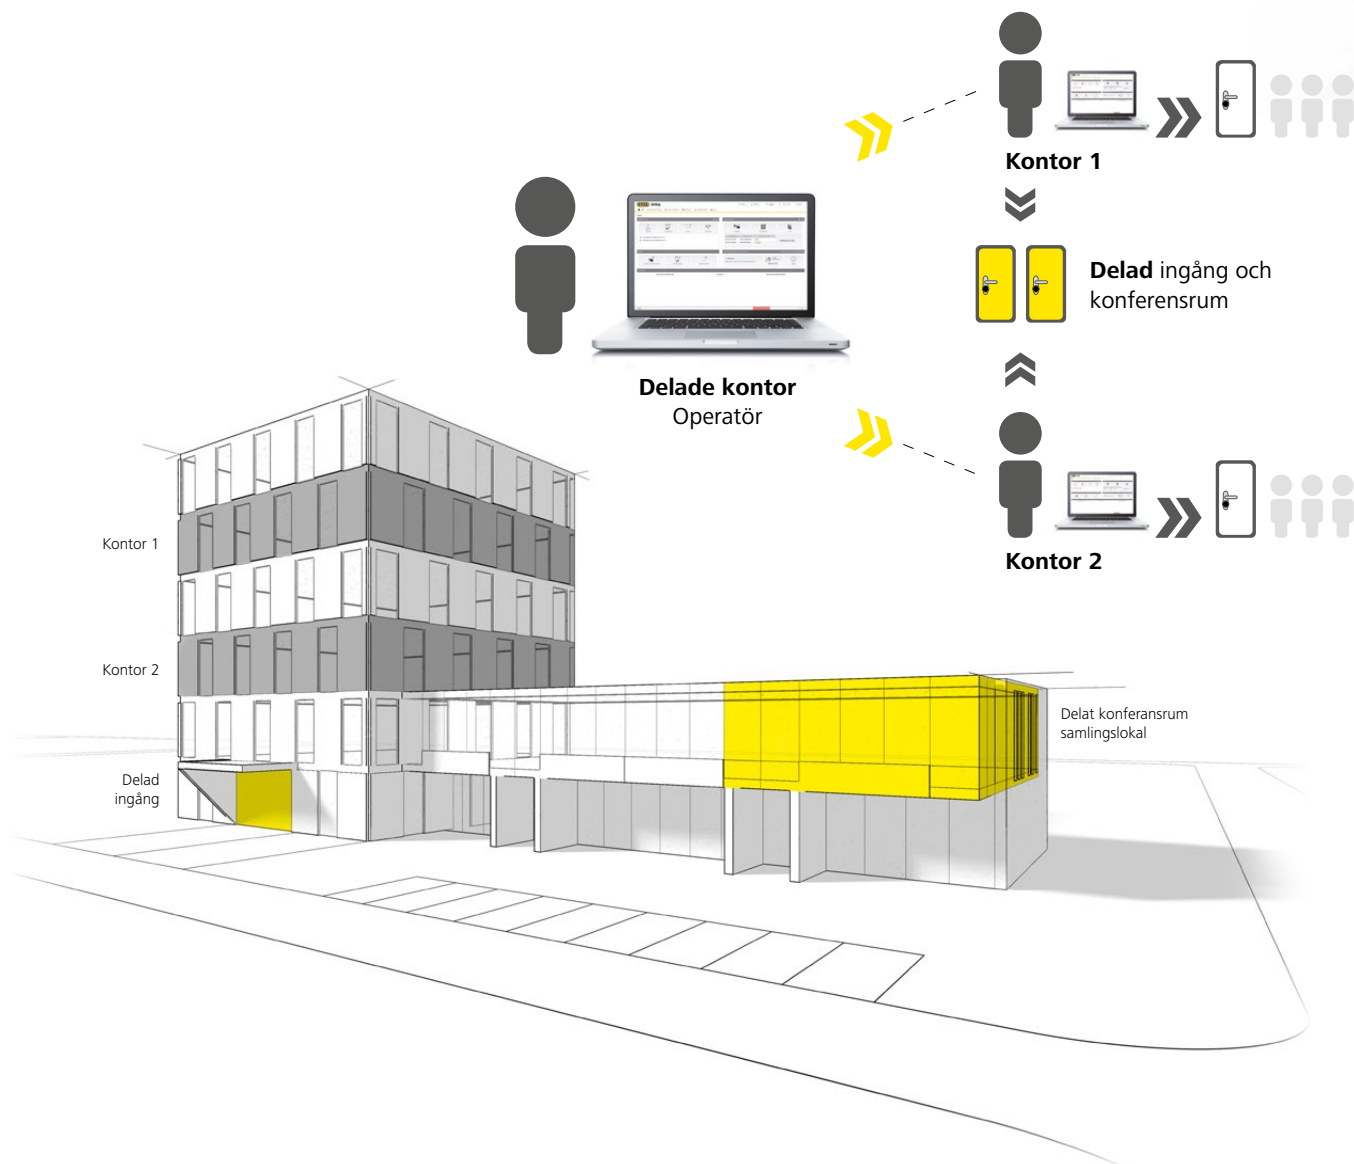 Kontor 1
Delad ingång och
konferensrum
Delade kontor
Operatör
Kontor 2
Kontor 1
Kontor 2
Delad
ingång
Delat konferansrum
samlingslokal